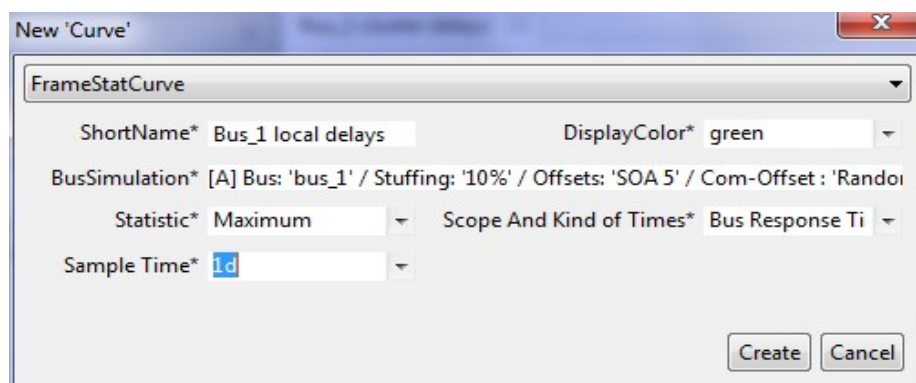 New 'Curve'
FrameStatCurve
ShortName* Bus_1 local delays DisplayColor* green
BusSimulation* [A] Bus: 'bus_1' / Stuffing: '10%' / Offsets: 'SOA 5' / Com-Offset : 'Randor
Statistic* Maximum Scope And Kind of Times* Bus Response Ti
Sample Time* 1d
Create Cancel